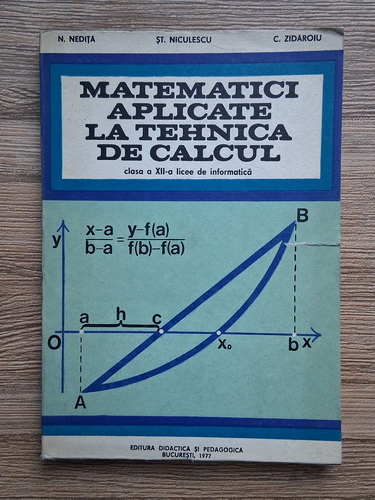 N. NEDIȚA ȘT. NICULESCU C. ZIDĂROIU
MATEMATICI
APLICATE
LA TEHNICA
DE CALCUL
clasa a XII-a licee de informatică
B
y
x-a y-f(a)
b-a = f(b)-f(a)
a h c
O x₀ b x
A
EDITURA DIDACTICĂ ȘI PEDAGOGICĂ
BUCUREȘTI, 1977